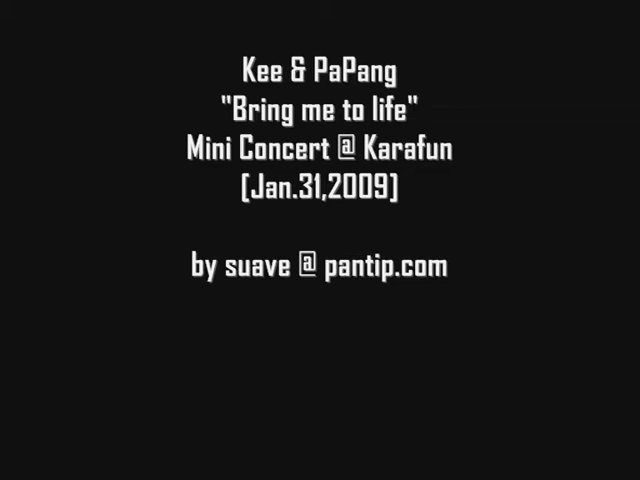 Kee & PaPang
"Bring me to life"
Mini Concert @ Karafun
[Jan.31,2009]
by suave @ pantip.com